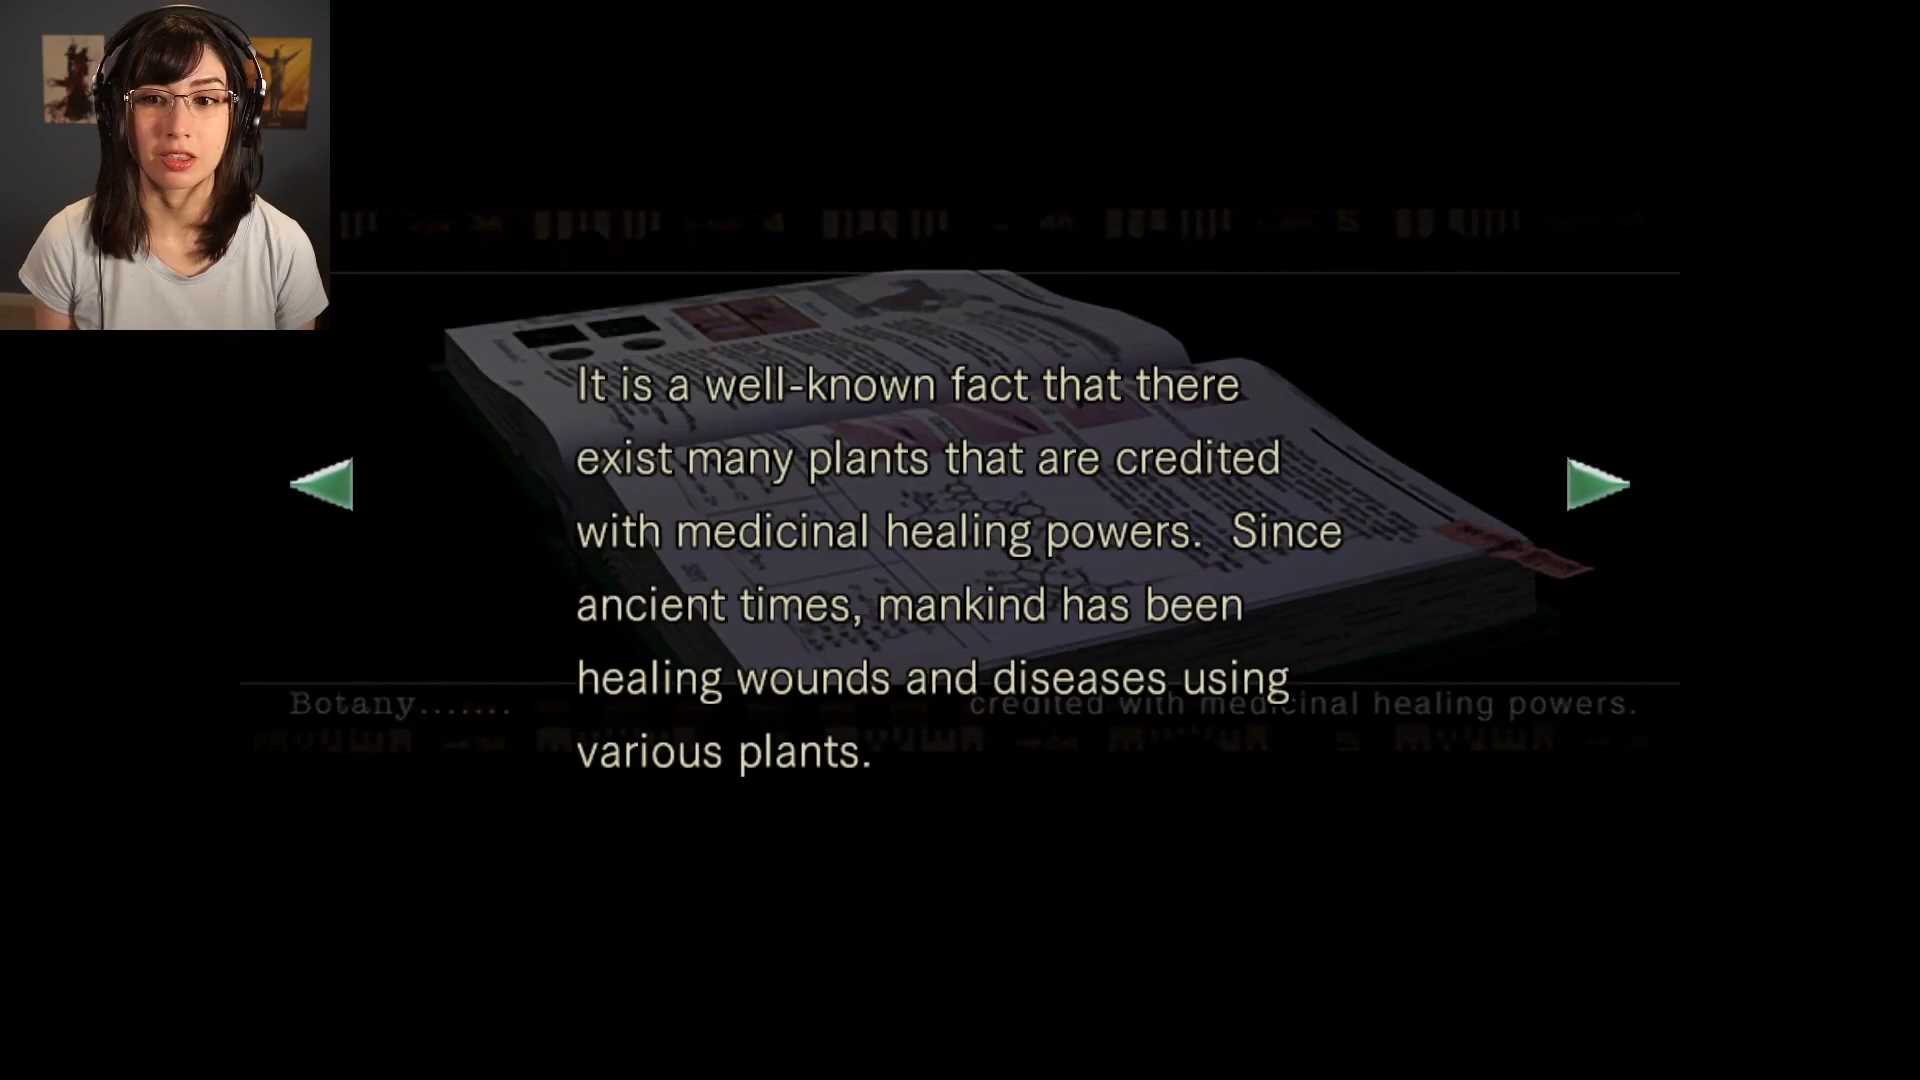 It is a well-known fact that there
exist many plants that are credited
with medicinal healing powers.  Since
ancient times, mankind has been
healing wounds and diseases using
various plants.
Botany.......
credited with medicinal healing powers.